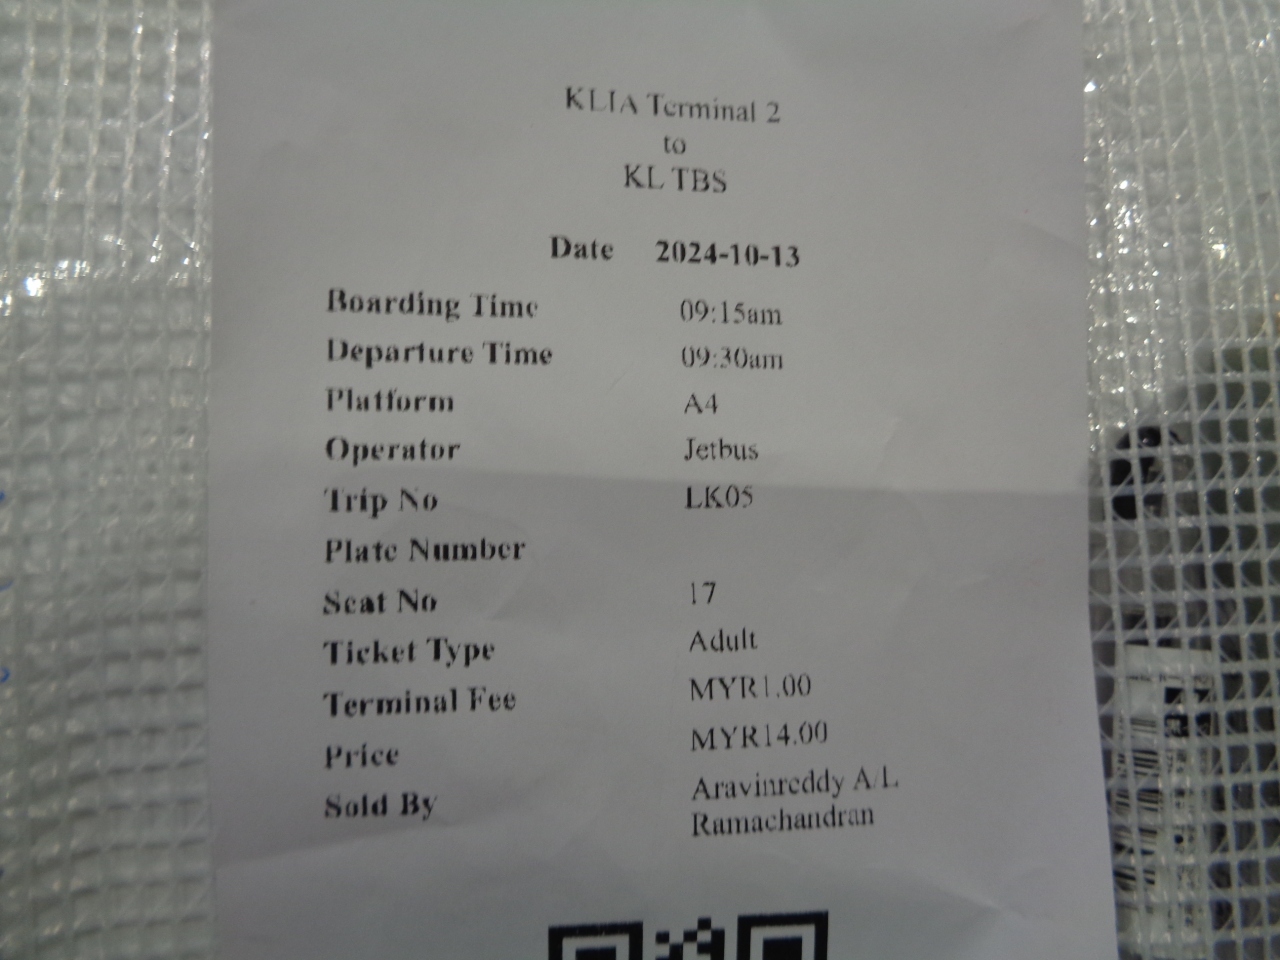 KLIA Terminal 2
to
KL TBS
Date 2024-10-13
Boarding Time 09:15am
Departure Time 09:30am
Platform A4
Operator Jetbus
Trip No LK05
Plate Number
Seat No 17
Ticket Type Adult
Terminal Fee MYR1.00
Price MYR14.00
Sold By Aravinreddy A/L
Ramachandran